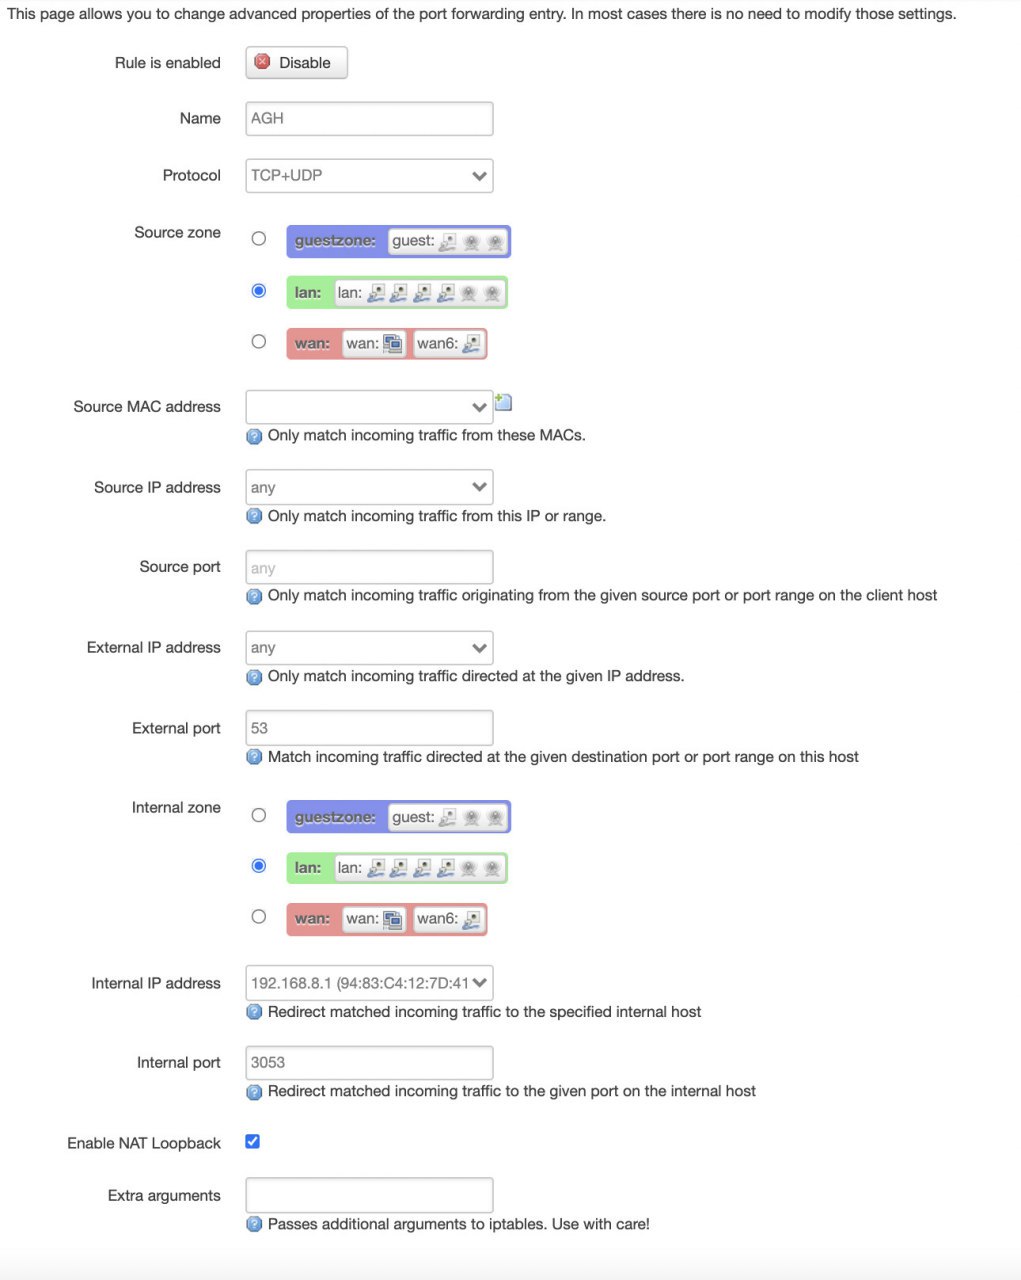 This page allows you to change advanced properties of the port forwarding entry. In most cases there is no need to modify those settings.
Rule is enabled Disable
Name AGH
Protocol TCP+UDP
Source zone
guestzone: guest:
lan: lan:
wan: wan: wan6:
Source MAC address
Only match incoming traffic from these MACs.
Source IP address any
Only match incoming traffic from this IP or range.
Source port any
Only match incoming traffic originating from the given source port or port range on the client host
External IP address any
Only match incoming traffic directed at the given IP address.
External port 53
Match incoming traffic directed at the given destination port or port range on this host
Internal zone
guestzone: guest:
lan: lan:
wan: wan: wan6:
Internal IP address 192.168.8.1 (94:83:C4:12:7D:41
Redirect matched incoming traffic to the specified internal host
Internal port 3053
Redirect matched incoming traffic to the given port on the internal host
Enable NAT Loopback
Extra arguments
Passes additional arguments to iptables. Use with care!